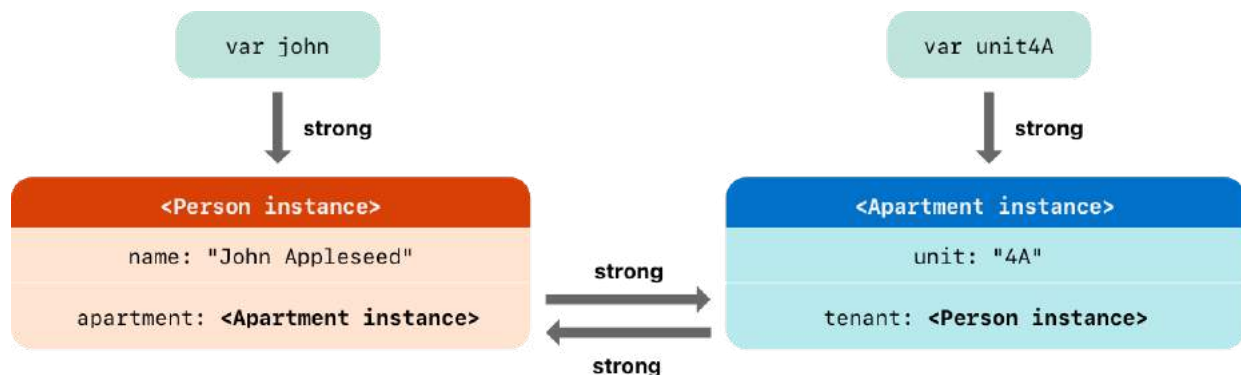 var john
var unit4A
strong
strong
<Person instance>
<Apartment instance>
name: "John Appleseed"
unit: "4A"
strong
apartment: <Apartment instance>
tenant: <Person instance>
strong